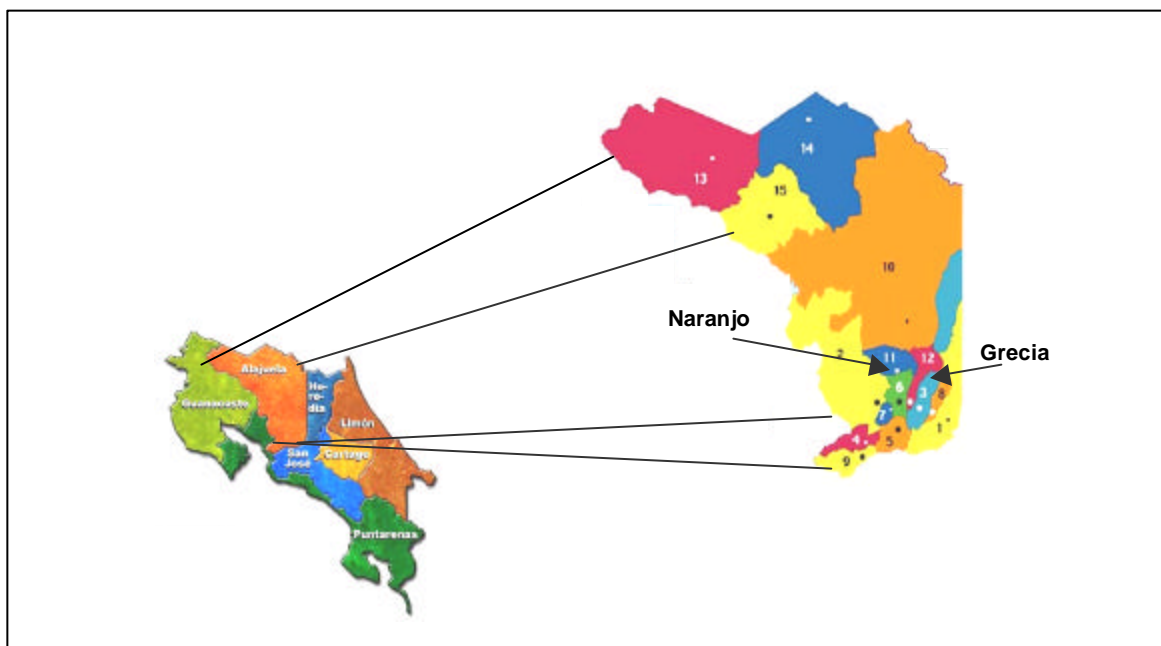 14
13
15
10
Naranjo
2
11
12
Grecia
6
3
8
7
1
4
5
9
Alajuela
Guanacaste
He-
re-
dia
Limón
San
José
Cartago
Puntarenas